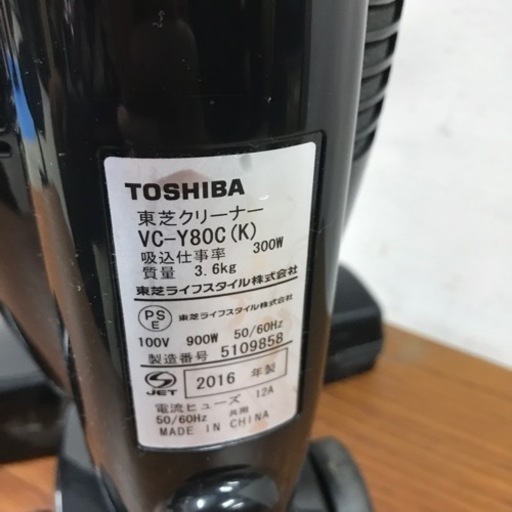 TOSHIBA
東芝クリーナー
VC-Y80C(K)
吸込仕事率 300W
質量 3.6kg
東芝ライフスタイル株式会社
PS E 東芝ライフスタイル株式会社
100V 900W 50/60Hz
製造番号 5109858
JET 2016 年製
電流ヒューズ 12A
50/60Hz 共用
MADE IN CHINA